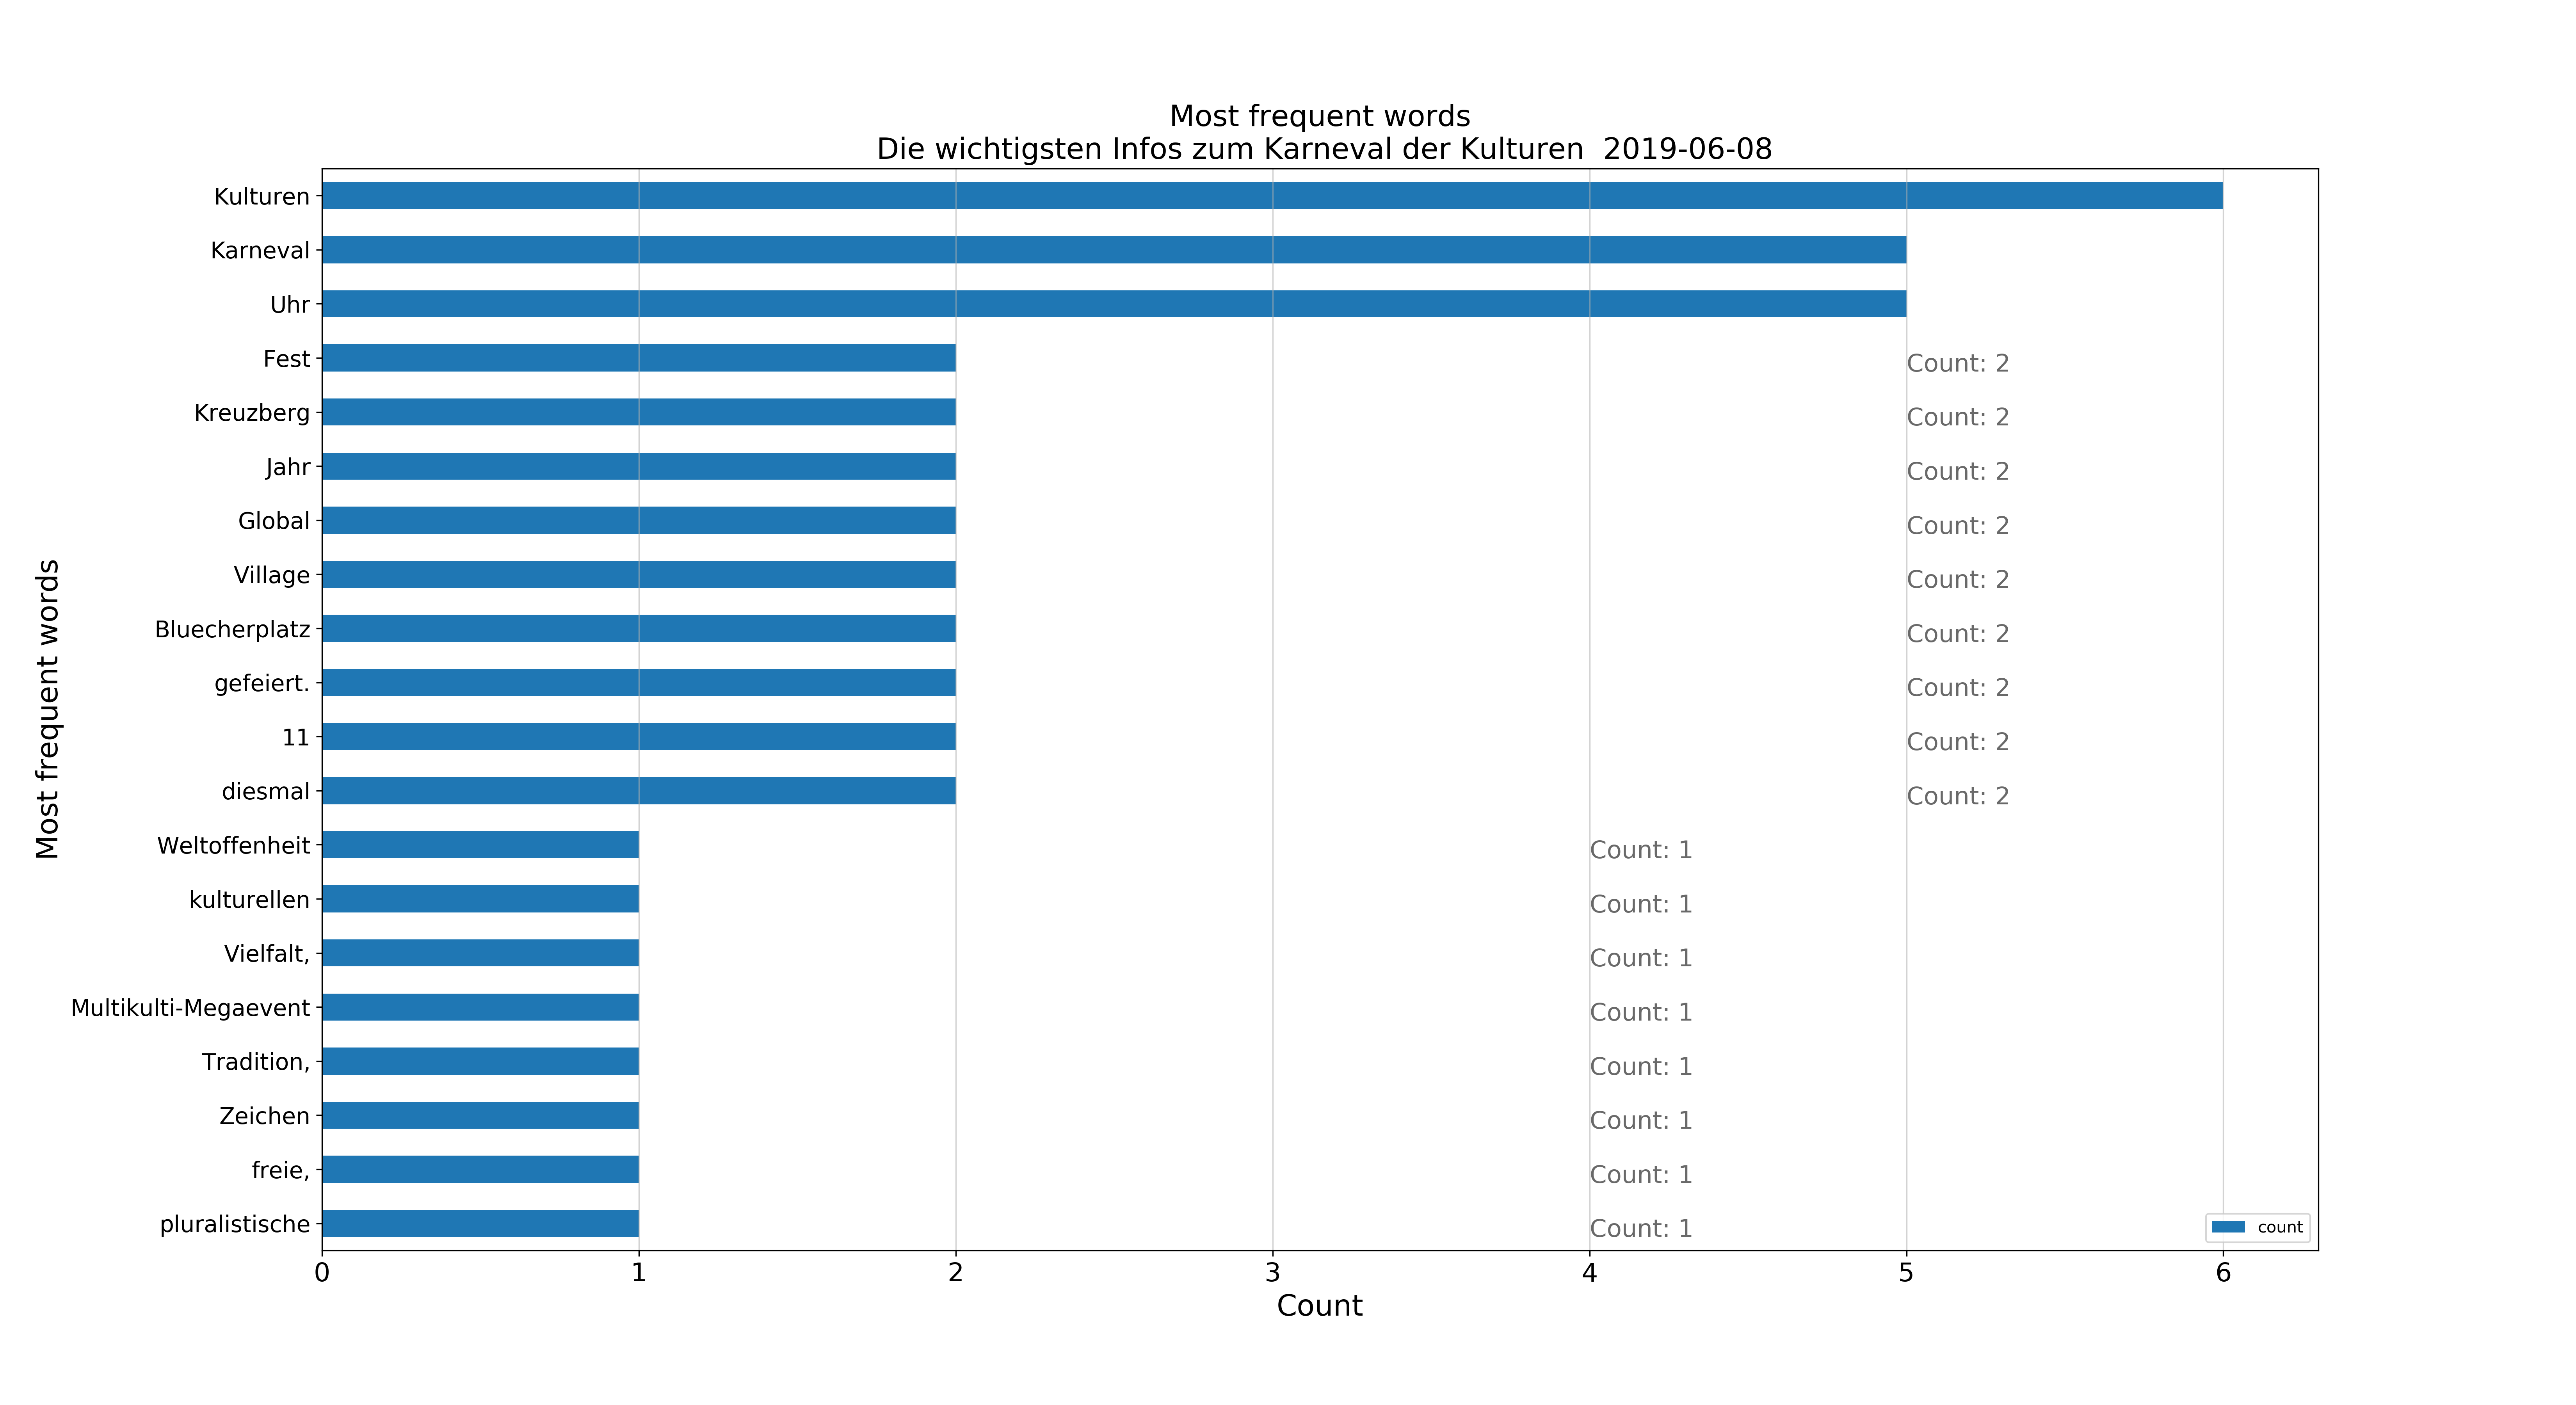 Most frequent words
Die wichtigsten Infos zum Karneval der Kulturen  2019-06-08
Kulturen
Karneval
Uhr
Fest Count: 2
Kreuzberg Count: 2
Jahr Count: 2
Global Count: 2
Village Count: 2
Bluecherplatz Count: 2
gefeiert. Count: 2
11 Count: 2
diesmal Count: 2
Weltoffenheit Count: 1
kulturellen Count: 1
Vielfalt, Count: 1
Multikulti-Megaevent Count: 1
Tradition, Count: 1
Zeichen Count: 1
freie, Count: 1
pluralistische Count: 1
Most frequent words
count
0 1 2 3 4 5 6
Count